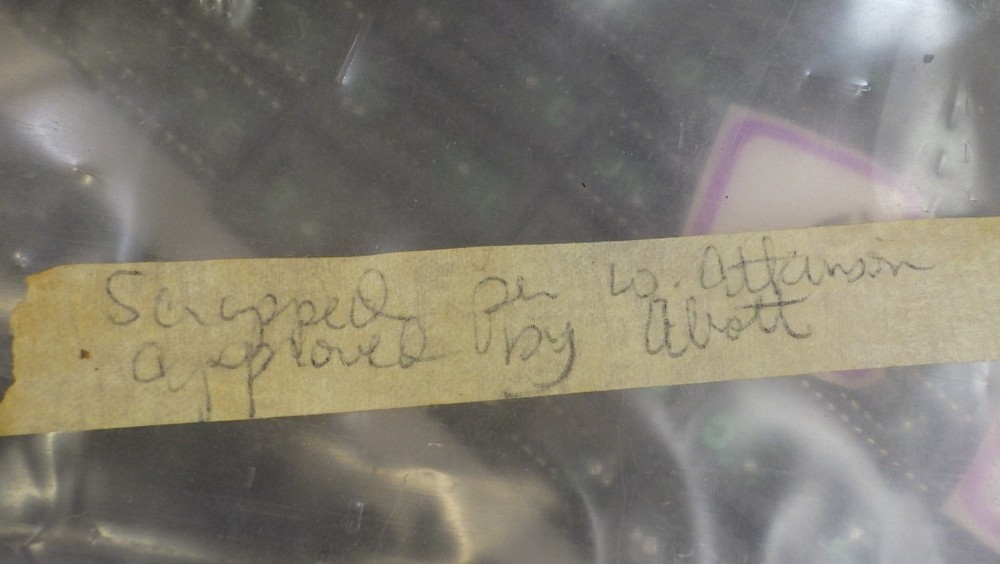 Scrapped per W. Atkinson
approved by Abott